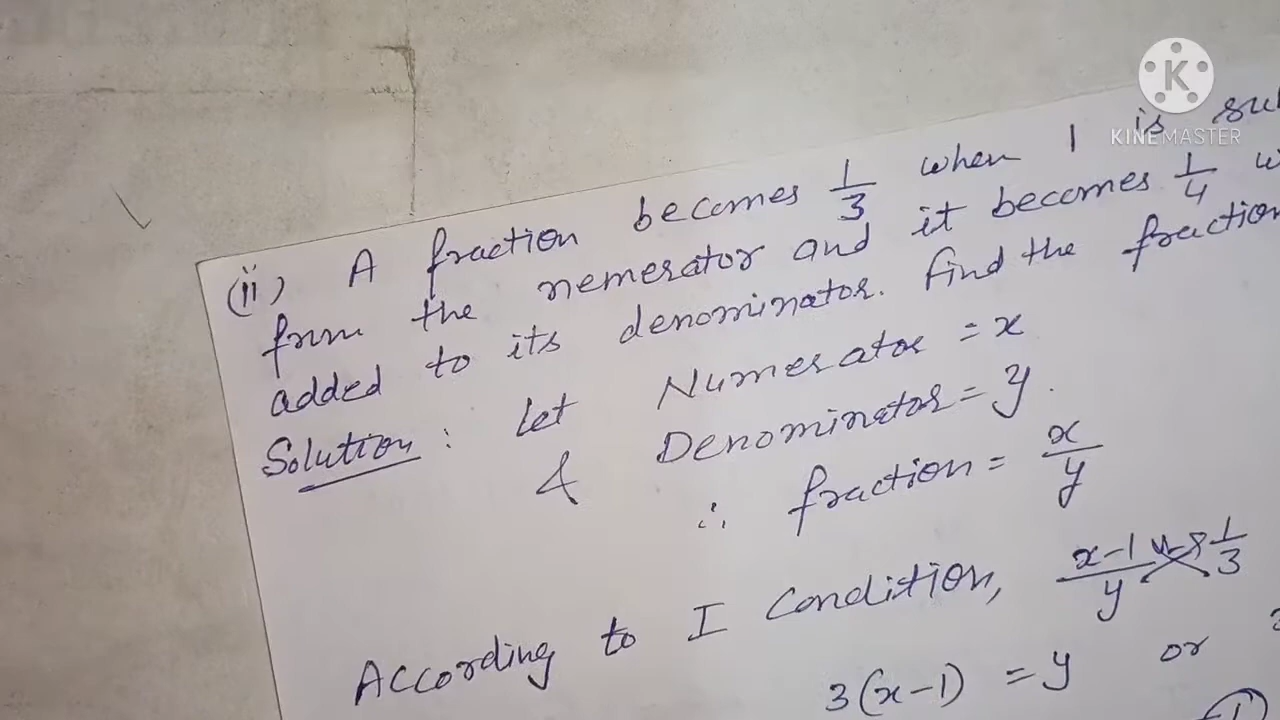 KINEMASTER
(ii) A fraction becomes 1/3 when 1 is
from the nemerator and it becomes 1/4
added to its denominator. Find the fraction
Solution : Let Numerator = x
& Denominator = y.
∴ fraction = x/y
According to I Condition, (x-1)/y = 1/3
3(x-1) = y or